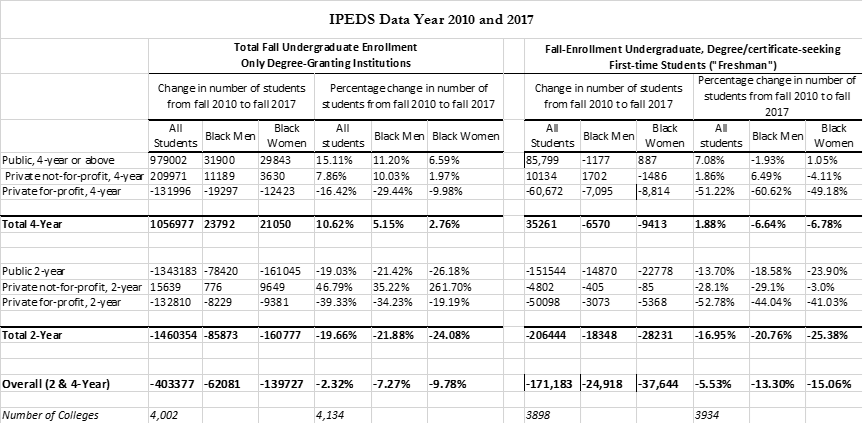 IPEDS Data Year 2010 and 2017
Total Fall Undergraduate Enrollment
Only Degree-Granting Institutions
Fall-Enrollment Undergraduate, Degree/certificate-seeking
First-time Students ("Freshman")
Change in number of students
from fall 2010 to fall 2017
Percentage change in number of
students from fall 2010 to fall 2017
Change in number of students
from fall 2010 to fall 2017
Percentage change in number of
students from fall 2010 to fall
2017
All Students Black Men Black Women All students Black Men Black Women All Students Black Men Black Women All students Black Men Black Women
Public, 4-year or above 979002 31900 29843 15.11% 11.20% 6.59% 85,799 -1177 887 7.08% -1.93% 1.05%
Private not-for-profit, 4-year 209971 11189 3630 7.86% 10.03% 1.97% 10134 1702 -1486 1.86% 6.49% -4.11%
Private for-profit, 4-year -131996 -19297 -12423 -16.42% -29.44% -9.98% -60,672 -7,095 -8,814 -51.22% -60.62% -49.18%
Total 4-Year 1056977 23792 21050 10.62% 5.15% 2.76% 35261 -6570 -9413 1.88% -6.64% -6.78%
Public 2-year -1343183 -78420 -161045 -19.03% -21.42% -26.18% -151544 -14870 -22778 -13.70% -18.58% -23.90%
Private not-for-profit, 2-year 15639 776 9649 46.79% 35.22% 261.70% -4802 -405 -85 -28.1% -29.1% -3.0%
Private for-profit, 2-year -132810 -8229 -9381 -39.33% -34.23% -19.19% -50098 -3073 -5368 -52.78% -44.04% -41.03%
Total 2-Year -1460354 -85873 -160777 -19.66% -21.88% -24.08% -206444 -18348 -28231 -16.95% -20.76% -25.38%
Overall (2 & 4-Year) -403377 -62081 -139727 -2.32% -7.27% -9.78% -171,183 -24,918 -37,644 -5.53% -13.30% -15.06%
Number of Colleges 4,002 4,134 3898 3934